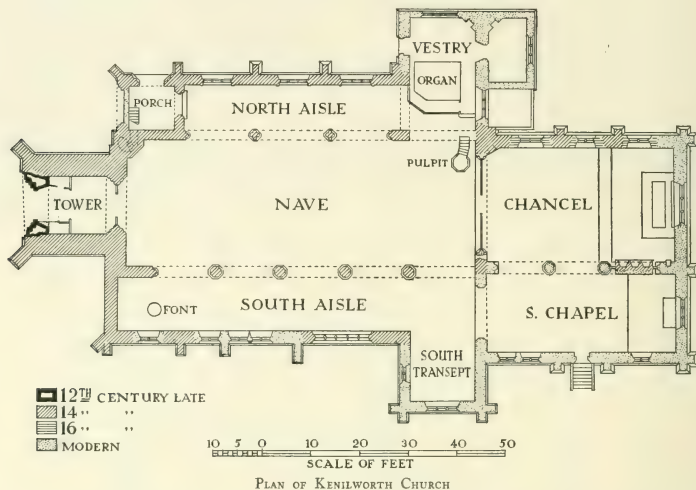 VESTRY
ORGAN
PORCH
NORTH AISLE
PULPIT
TOWER
NAVE
CHANCEL
FONT
SOUTH AISLE
S. CHAPEL
SOUTH
TRANSEPT
12TH CENTURY LATE
14 " "
16 " "
MODERN
10 5 0 10 20 30 40 50
SCALE OF FEET
PLAN OF KENILWORTH CHURCH